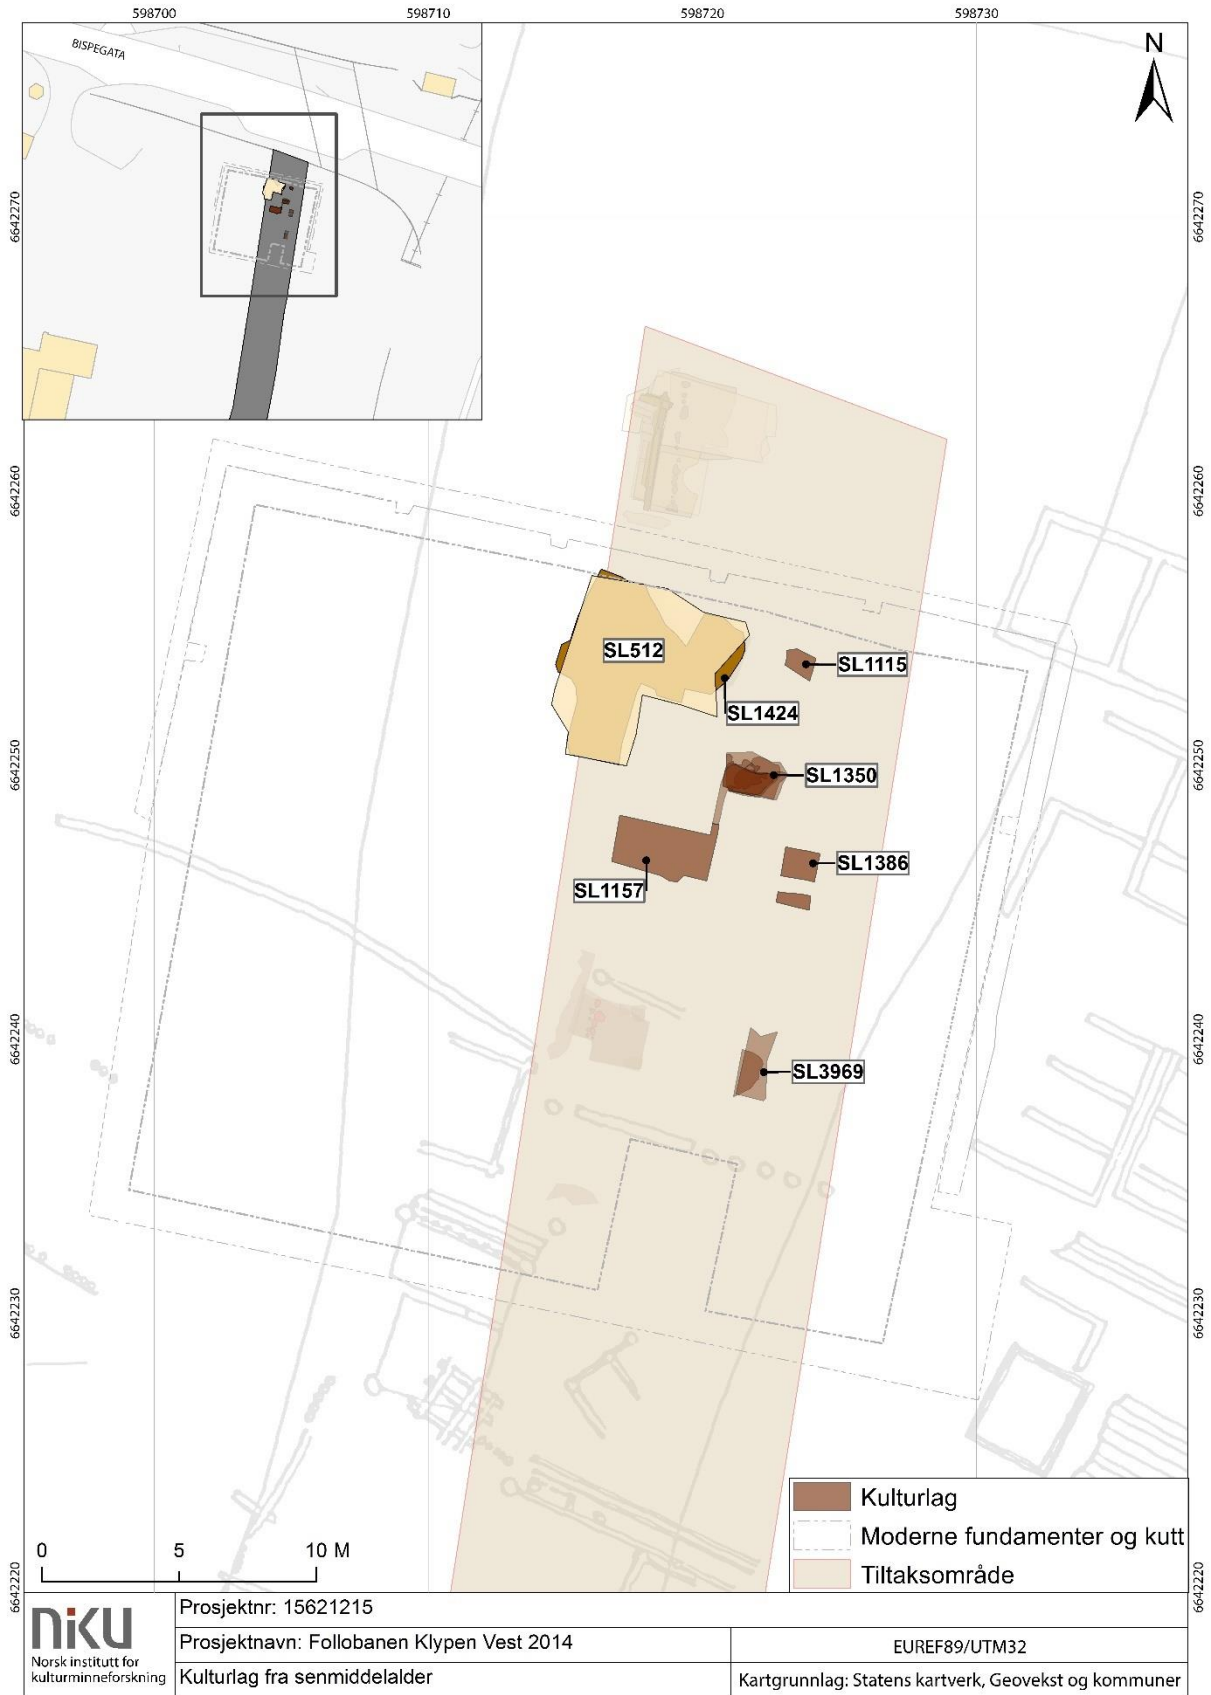 598700
598710
598720
598730
BISPEGATA
N
6642270
6642270
6642260
6642260
SL512
SL1115
SL1424
6642250
6642250
SL1350
SL1386
SL1157
6642240
6642240
SL3969
6642230
6642230
Kulturlag
Moderne fundamenter og kutt
Tiltaksområde
0 5 10 M
6642220
6642220
niku
Norsk institutt for
kulturminneforskning
Prosjektnr: 15621215
Prosjektnavn: Follobanen Klypen Vest 2014
EUREF89/UTM32
Kulturlag fra senmiddelalder
Kartgrunnlag: Statens kartverk, Geovekst og kommuner